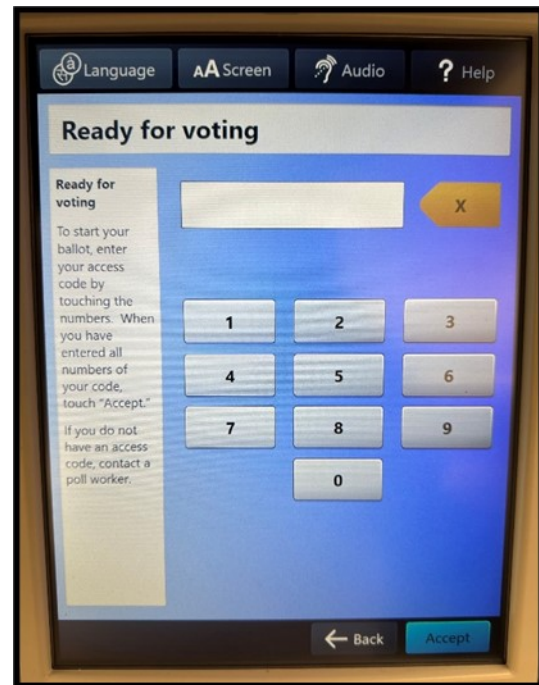 Language AA Screen Audio ? Help
Ready for voting
Ready for
voting
To start your
ballot, enter
your access
code by
touching the
numbers. When
you have
entered all
numbers of
your code,
touch “Accept.”
If you do not
have an access
code, contact a
poll worker.
X
1 2 3
4 5 6
7 8 9
0
← Back Accept